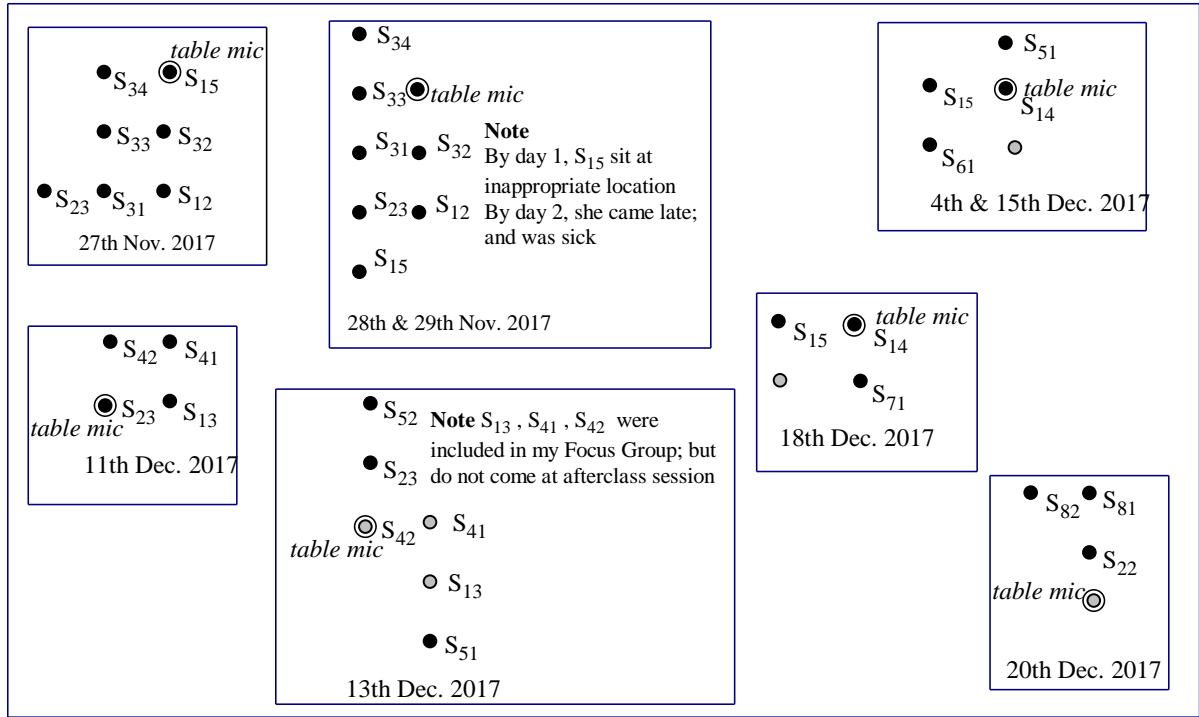 table mic
S34 S15
S33 S32
S23 S31 S12
27th Nov. 2017
S34
S33 table mic
S31 S32
S23 S12
S15
Note
By day 1, S15 sit at
inappropriate location
By day 2, she came late;
and was sick
28th & 29th Nov. 2017
S51
S15 table mic
S14
S61
4th & 15th Dec. 2017
S42 S41
S23 S13
table mic
11th Dec. 2017
S52
S23
S42 S41
table mic
S13
S51
Note S13 , S41 , S42 were
included in my Focus Group; but
do not come at afterclass session
13th Dec. 2017
table mic
S15 S14
S71
18th Dec. 2017
S82 S81
S22
table mic
20th Dec. 2017